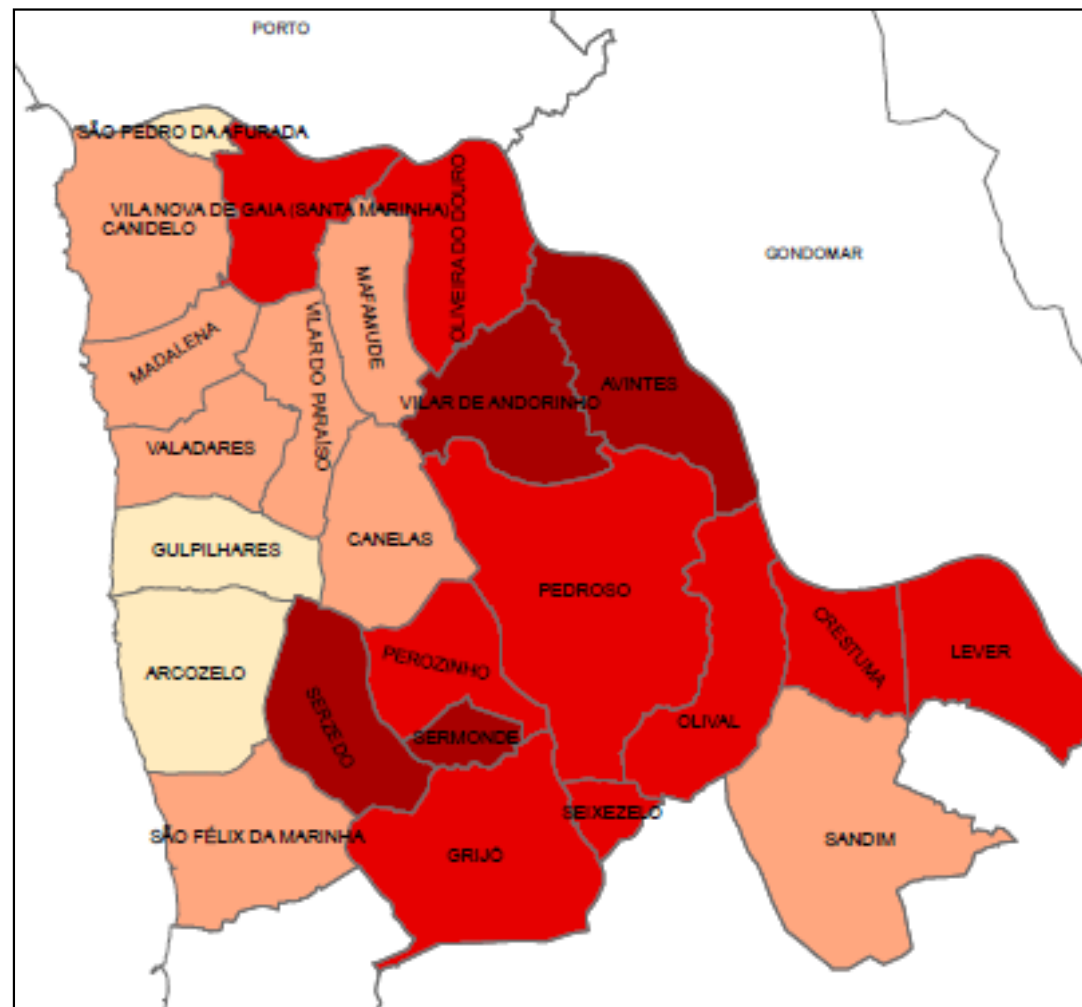 PORTO
SÃO PEDRO DA AFURADA
VILA NOVA DE GAIA (SANTA MARINHA)
CANIDELO
OLIVEIRA DO DOURO
GONDOMAR
MAFAMUDE
MADALENA
VILAR DO PARAÍSO
AVINTES
VILAR DE ANDORINHO
VALADARES
CANELAS
GULPILHARES
PEDROSO
CRESTUMA
LEVER
PEROZINHO
ARCOZELO
SERZEDO
OLIVAL
SERMONDE
SEIXEZELO
SÃO FÉLIX DA MARINHA
SANDIM
GRIJÓ